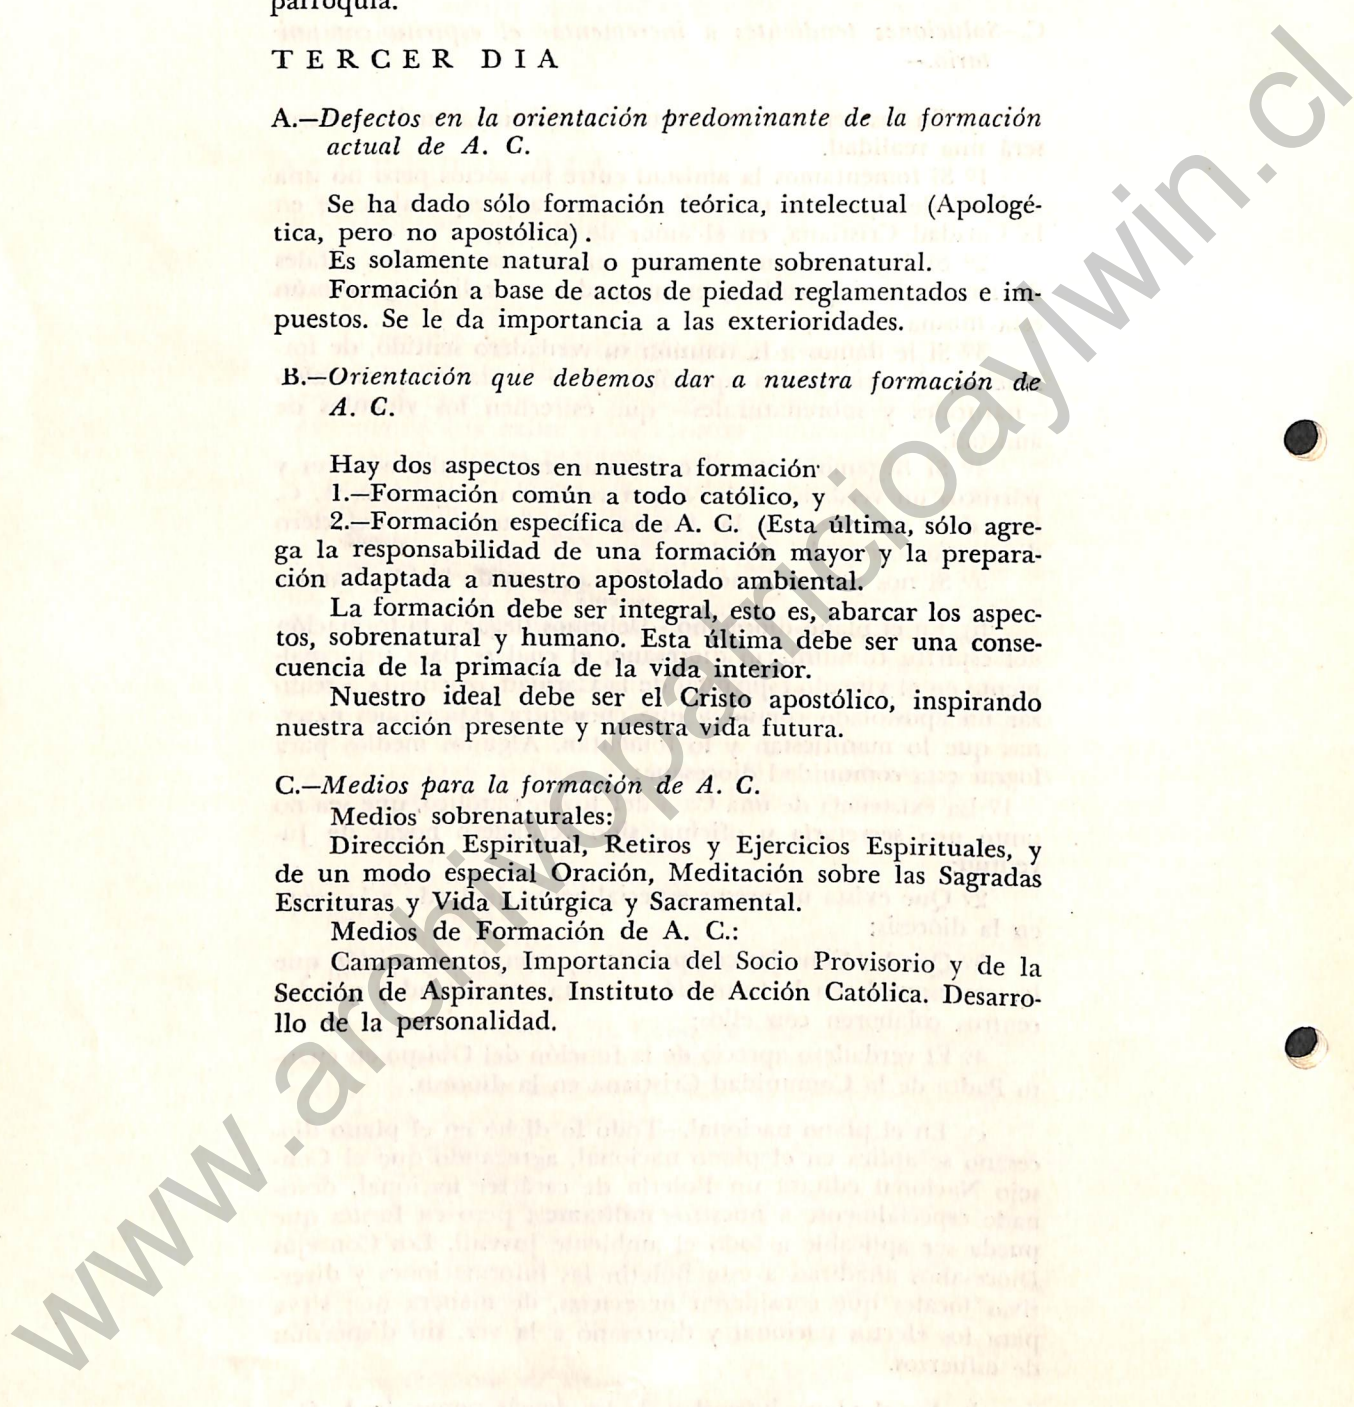 parroquia.
TERCER DIA
A.—Defectos en la orientación predominante de la formación
actual de A. C.
Se ha dado sólo formación teórica, intelectual (Apologé-
tica, pero no apostólica).
Es solamente natural o puramente sobrenatural.
Formación a base de actos de piedad reglamentados e im-
puestos. Se le da importancia a las exterioridades.
B.—Orientación que debemos dar a nuestra formación de
A. C.
Hay dos aspectos en nuestra formación
1.—Formación común a todo católico, y
2.—Formación específica de A. C. (Esta última, sólo agre-
ga la responsabilidad de una formación mayor y la prepara-
ción adaptada a nuestro apostolado ambiental.
La formación debe ser integral, esto es, abarcar los aspec-
tos, sobrenatural y humano. Esta última debe ser una conse-
cuencia de la primacía de la vida interior.
Nuestro ideal debe ser el Cristo apostólico, inspirando
nuestra acción presente y nuestra vida futura.
C.—Medios para la formación de A. C.
Medios sobrenaturales:
Dirección Espiritual, Retiros y Ejercicios Espirituales, y
de un modo especial Oración, Meditación sobre las Sagradas
Escrituras y Vida Litúrgica y Sacramental.
Medios de Formación de A. C.:
Campamentos, Importancia del Socio Provisorio y de la
Sección de Aspirantes. Instituto de Acción Católica. Desarro-
llo de la personalidad.
www.archivopatricioaylwin.cl